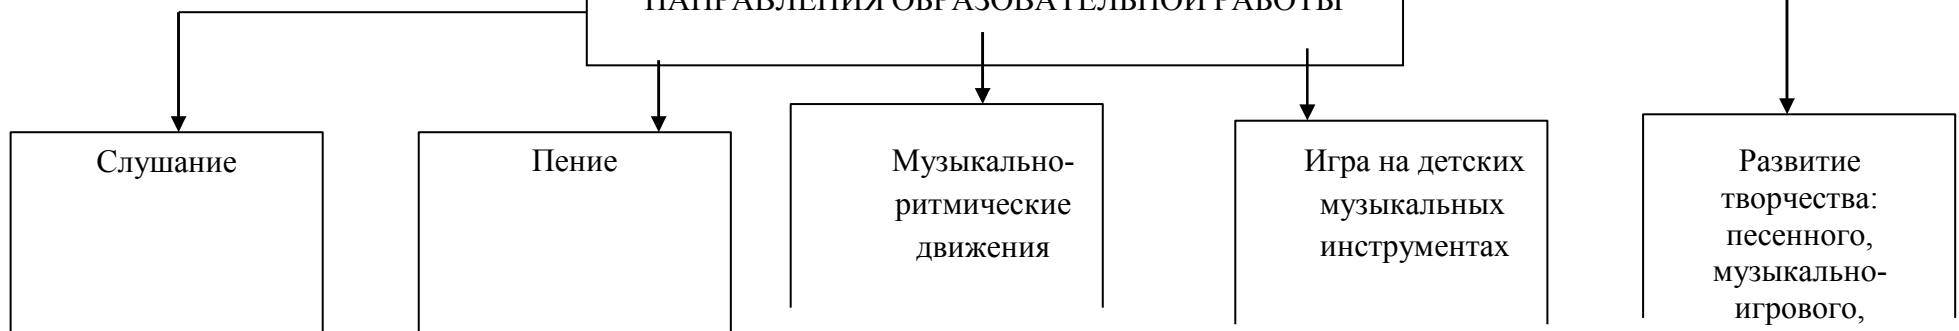 НАПРАВЛЕНИЯ ОБРАЗОВАТЕЛЬНОЙ РАБОТЫ
Слушание
Пение
Музыкально-
ритмические
движения
Игра на детских
музыкальных
инструментах
Развитие
творчества:
песенного,
музыкально-
игрового,